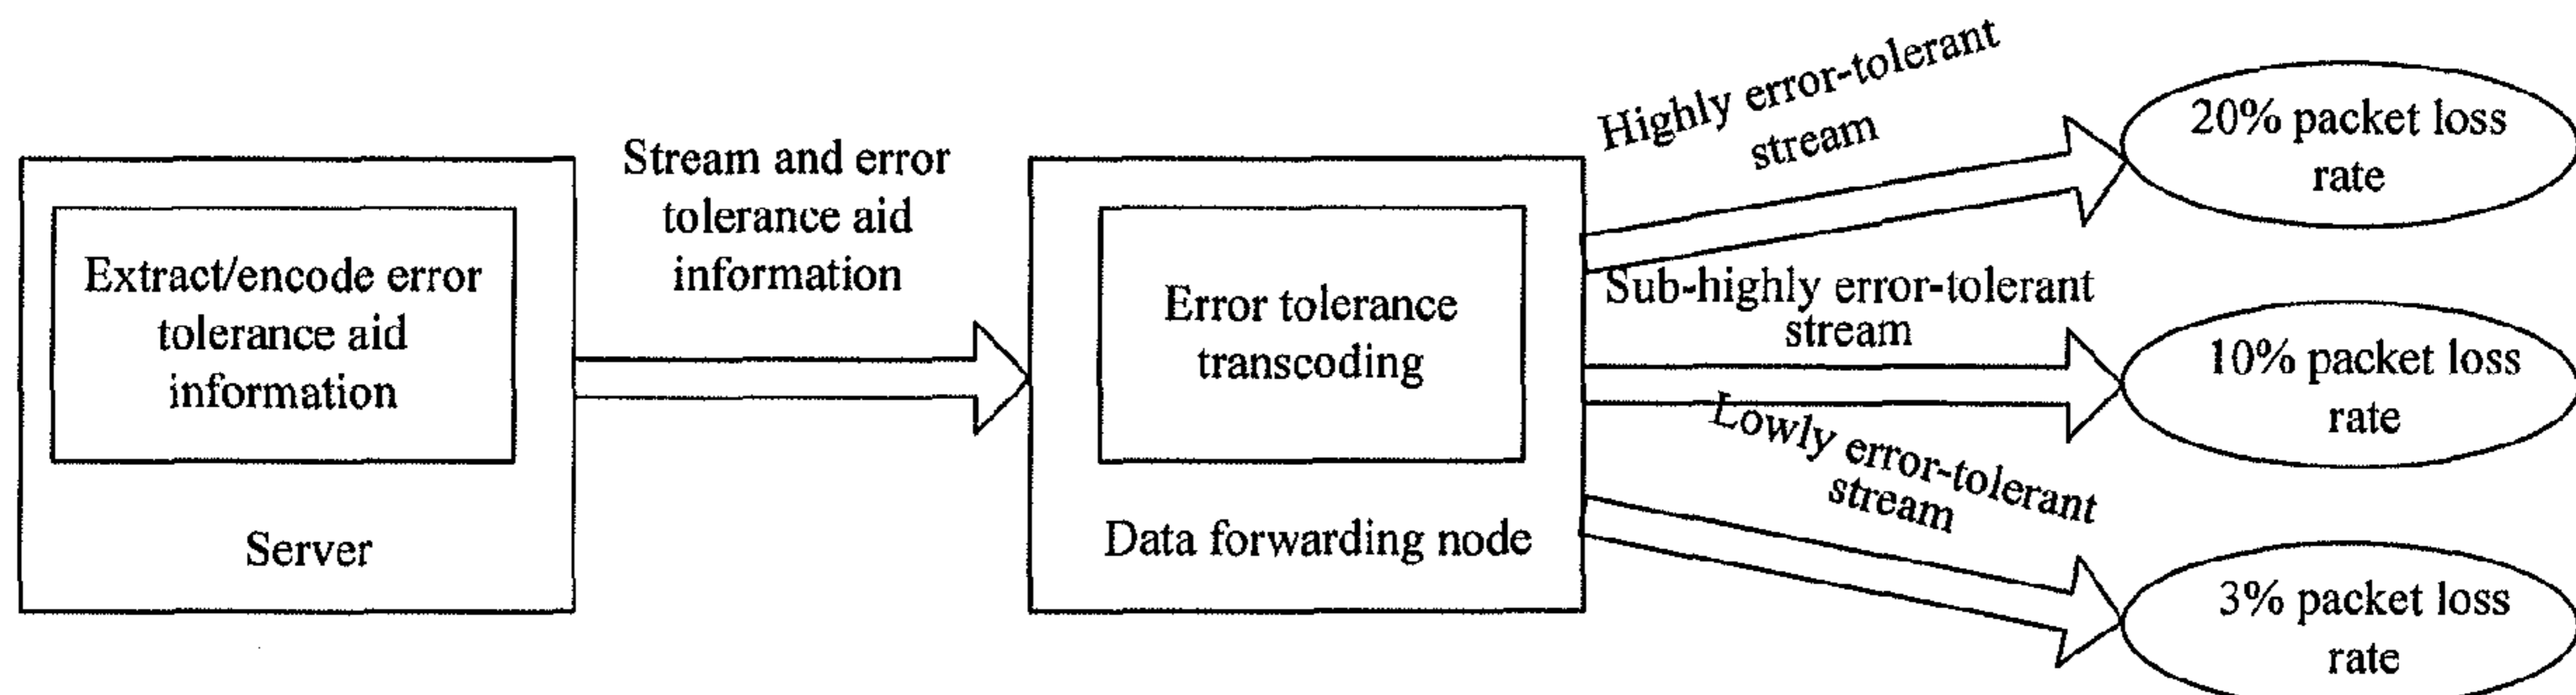 Extract/encode error
tolerance aid
information
Server
Stream and error
tolerance aid
information
Error tolerance
transcoding
Data forwarding node
Highly error-tolerant
stream
20% packet loss
rate
Sub-highly error-tolerant
stream
10% packet loss
rate
Lowly error-tolerant
stream
3% packet loss
rate